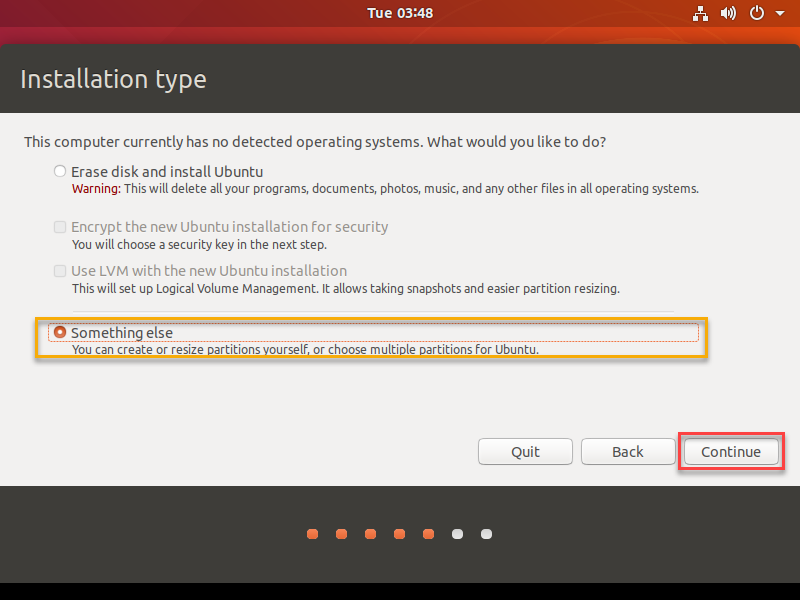 Tue 03:48
Installation type
This computer currently has no detected operating systems. What would you like to do?
Erase disk and install Ubuntu
Warning: This will delete all your programs, documents, photos, music, and any other files in all operating systems.
Encrypt the new Ubuntu installation for security
You will choose a security key in the next step.
Use LVM with the new Ubuntu installation
This will set up Logical Volume Management. It allows taking snapshots and easier partition resizing.
Something else
You can create or resize partitions yourself, or choose multiple partitions for Ubuntu.
Quit Back Continue